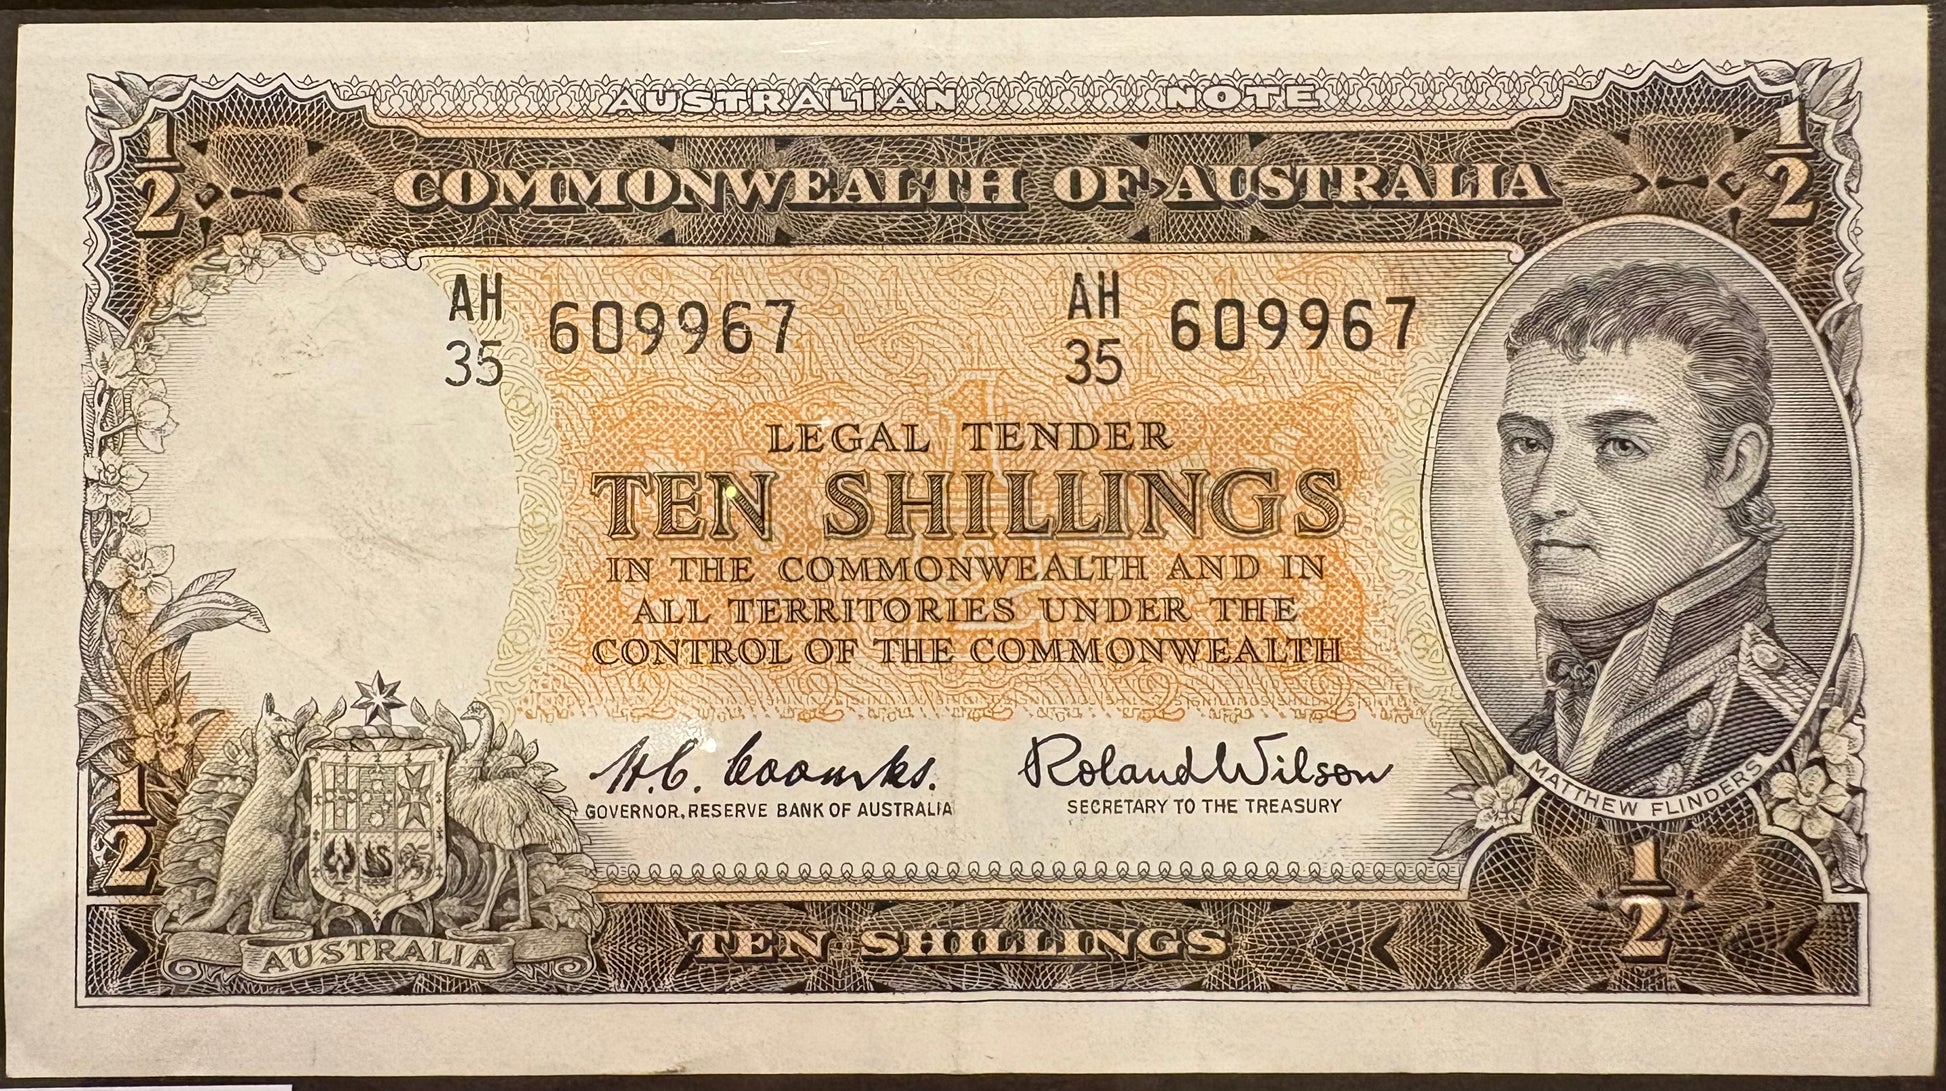 AUSTRALIAN NOTE
1/2
1/2
COMMONWEALTH OF AUSTRALIA
AH
35
609967
AH
35
609967
LEGAL TENDER
TEN SHILLINGS
IN THE COMMONWEALTH AND IN
ALL TERRITORIES UNDER THE
CONTROL OF THE COMMONWEALTH
H.C. Coombs.
Roland Wilson
GOVERNOR, RESERVE BANK OF AUSTRALIA
SECRETARY TO THE TREASURY
MATTHEW FLINDERS
1/2
1/2
AUSTRALIA
TEN SHILLINGS